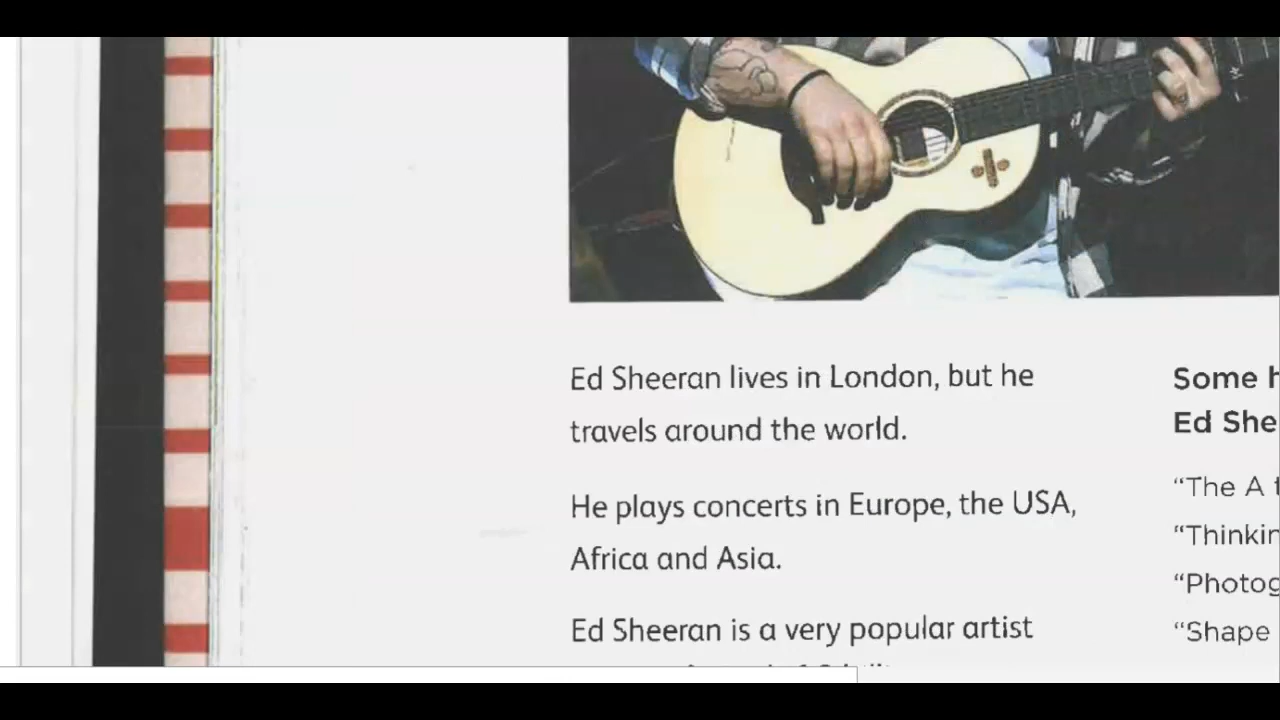 Ed Sheeran lives in London, but he
travels around the world.
He plays concerts in Europe, the USA,
Africa and Asia.
Ed Sheeran is a very popular artist
Some
Ed She
“The A
“Thinkin
“Photog
“Shape